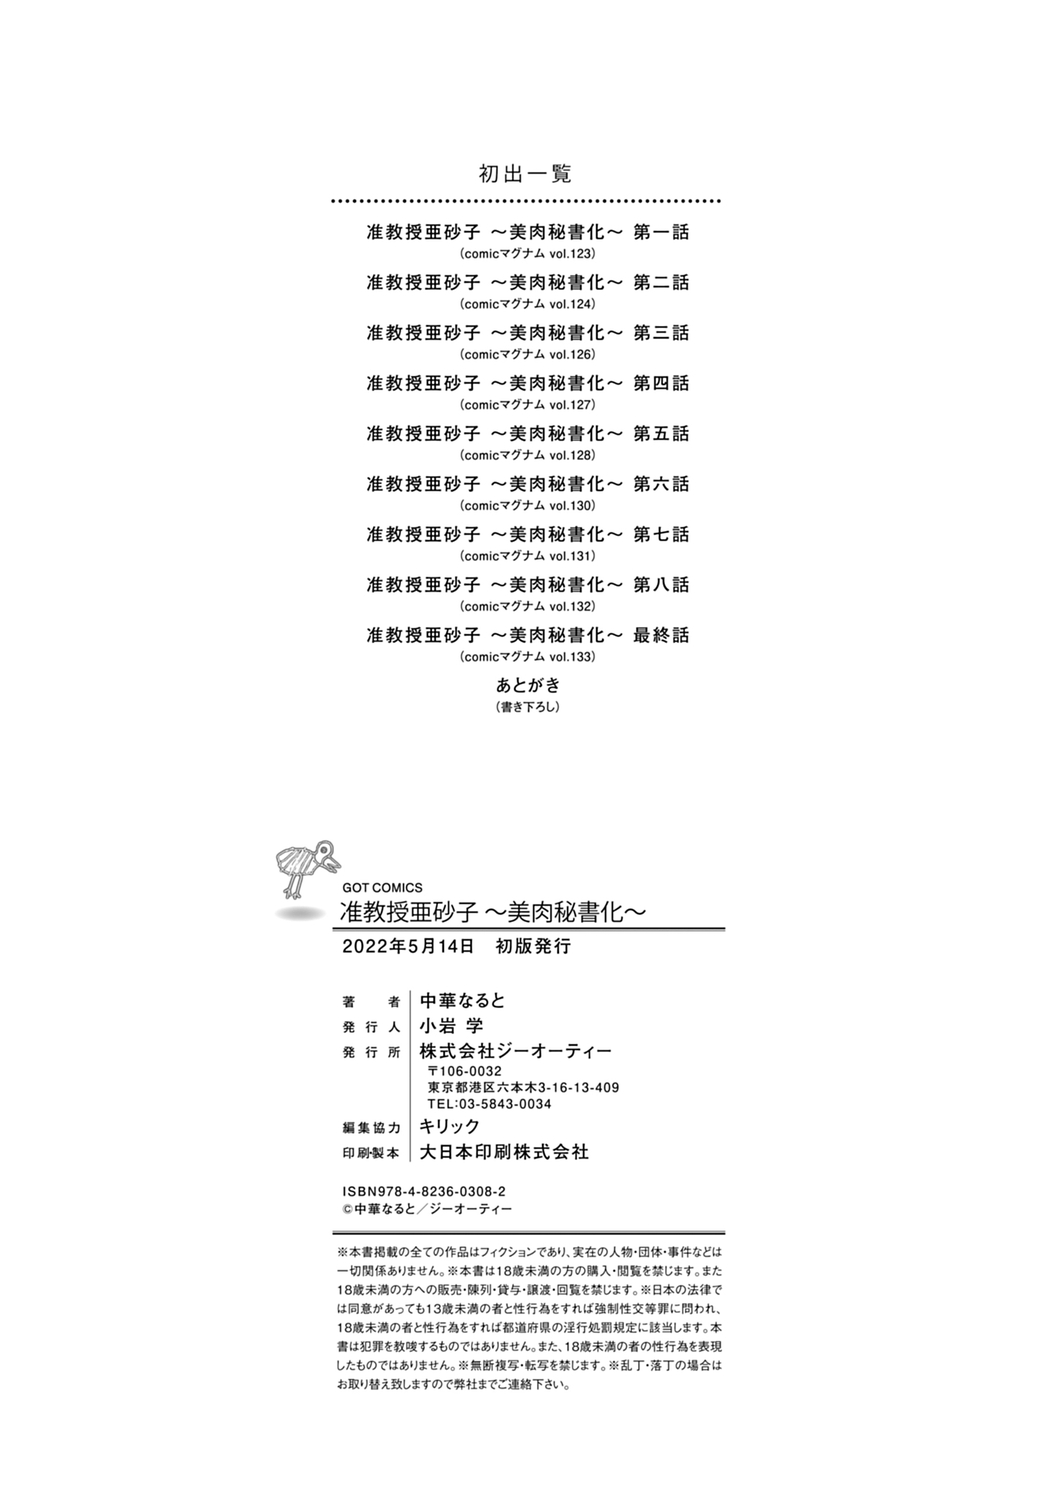 初出一覧
准教授亜砂子 ～美肉秘書化～ 第一話
（comicマグナム vol.123）
准教授亜砂子 ～美肉秘書化～ 第二話
（comicマグナム vol.124）
准教授亜砂子 ～美肉秘書化～ 第三話
（comicマグナム vol.126）
准教授亜砂子 ～美肉秘書化～ 第四話
（comicマグナム vol.127）
准教授亜砂子 ～美肉秘書化～ 第五話
（comicマグナム vol.128）
准教授亜砂子 ～美肉秘書化～ 第六話
（comicマグナム vol.130）
准教授亜砂子 ～美肉秘書化～ 第七話
（comicマグナム vol.131）
准教授亜砂子 ～美肉秘書化～ 第八話
（comicマグナム vol.132）
准教授亜砂子 ～美肉秘書化～ 最終話
（comicマグナム vol.133）
あとがき
（書き下ろし）
GOT COMICS
准教授亜砂子 ～美肉秘書化～
2022年5月14日　初版発行
著者 中華なると
発行人 小岩 学
発行所 株式会社ジーオーティー
〒106-0032
東京都港区六本木3-16-13-409
TEL:03-5843-0034
編集協力 キリック
印刷製本 大日本印刷株式会社
ISBN978-4-8236-0308-2
©中華なると／ジーオーティー
※本書掲載の全ての作品はフィクションであり、実在の人物・団体・事件などは
一切関係ありません。※本書は18歳未満の方の購入・閲覧を禁じます。また
18歳未満の方への販売・陳列・貸与・譲渡・回覧を禁じます。※日本の法律で
は同意があっても13歳未満の者と性行為をすれば強制性交等罪に問われ、
18歳未満の者と性行為をすれば都道府県の淫行処罰規定に該当します。本
書は犯罪を教唆するものではありません。また、18歳未満の者の性行為を表現
したものではありません。※無断複写・転写を禁じます。※乱丁・落丁の場合は
お取り替え致しますので弊社までご連絡下さい。